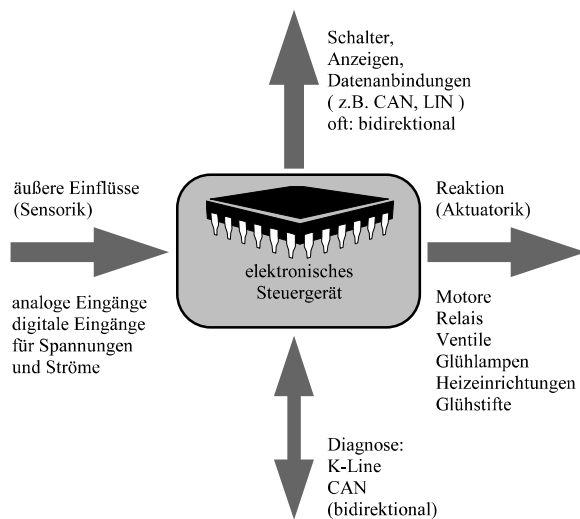 Schalter,
Anzeigen,
Datenanbindungen
( z.B. CAN, LIN )
oft: bidirektional
äußere Einflüsse
(Sensorik)
analoge Eingänge
digitale Eingänge
für Spannungen
und Ströme
elektronisches
Steuergerät
Reaktion
(Aktuatorik)
Motore
Relais
Ventile
Glühlampen
Heizeinrichtungen
Glühstifte
Diagnose:
K-Line
CAN
(bidirektional)